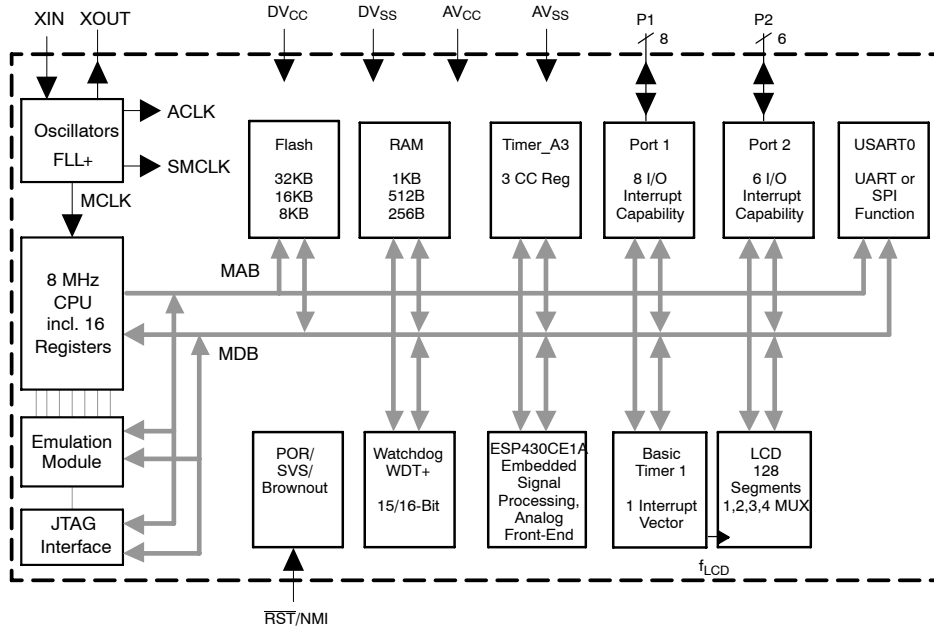 XIN XOUT DVCC DVSS AVCC AVSS P1 P2
8 6
Oscillators
FLL+
ACLK
SMCLK
MCLK
8 MHz
CPU
incl. 16
Registers
MAB
MDB
Flash
32KB
16KB
8KB
RAM
1KB
512B
256B
Timer_A3
3 CC Reg
Port 1
8 I/O
Interrupt
Capability
Port 2
6 I/O
Interrupt
Capability
USART0
UART or
SPI
Function
Emulation
Module
JTAG
Interface
POR/
SVS/
Brownout
Watchdog
WDT+
15/16-Bit
ESP430CE1A
Embedded
Signal
Processing,
Analog
Front-End
Basic
Timer 1
1 Interrupt
Vector
LCD
128
Segments
1,2,3,4 MUX
fLCD
RST/NMI